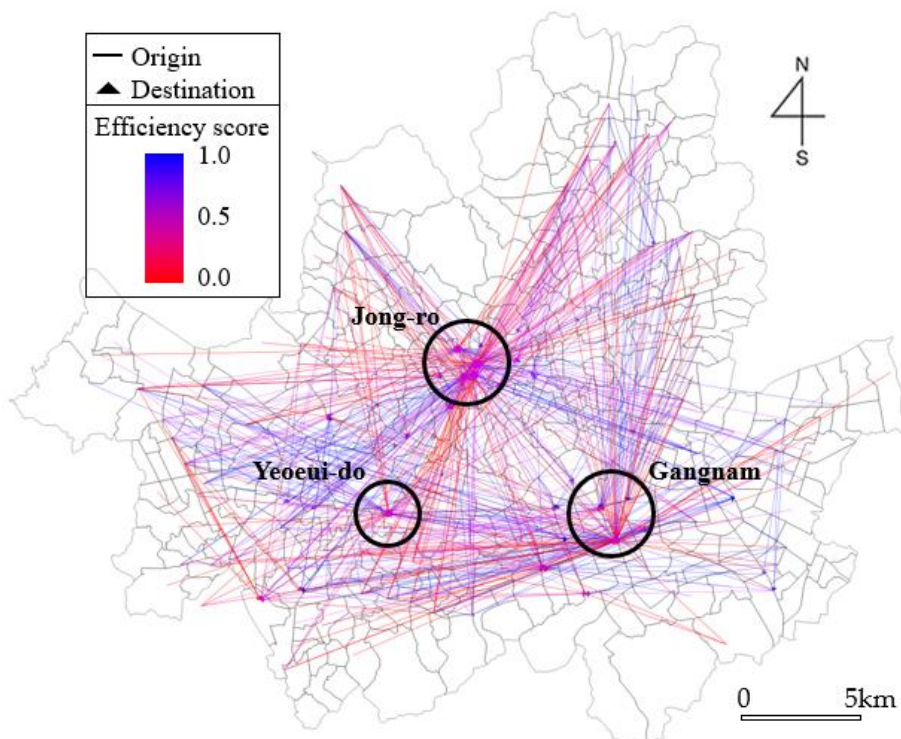 Origin
Destination
Efficiency score
1.0
0.5
0.0
N
S
Jong-ro
Yeoeui-do
Gangnam
0 5km